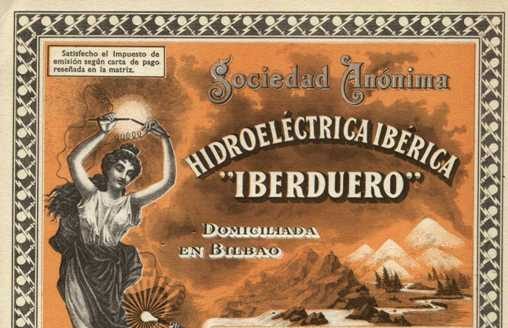 Satisfecho el Impuesto de
emisión según carta de pago
reseñada en la matriz.
Sociedad Anónima
HIDROELÉCTRICA IBÉRICA
"IBERDUERO"
DOMICILIADA
EN BILBAO